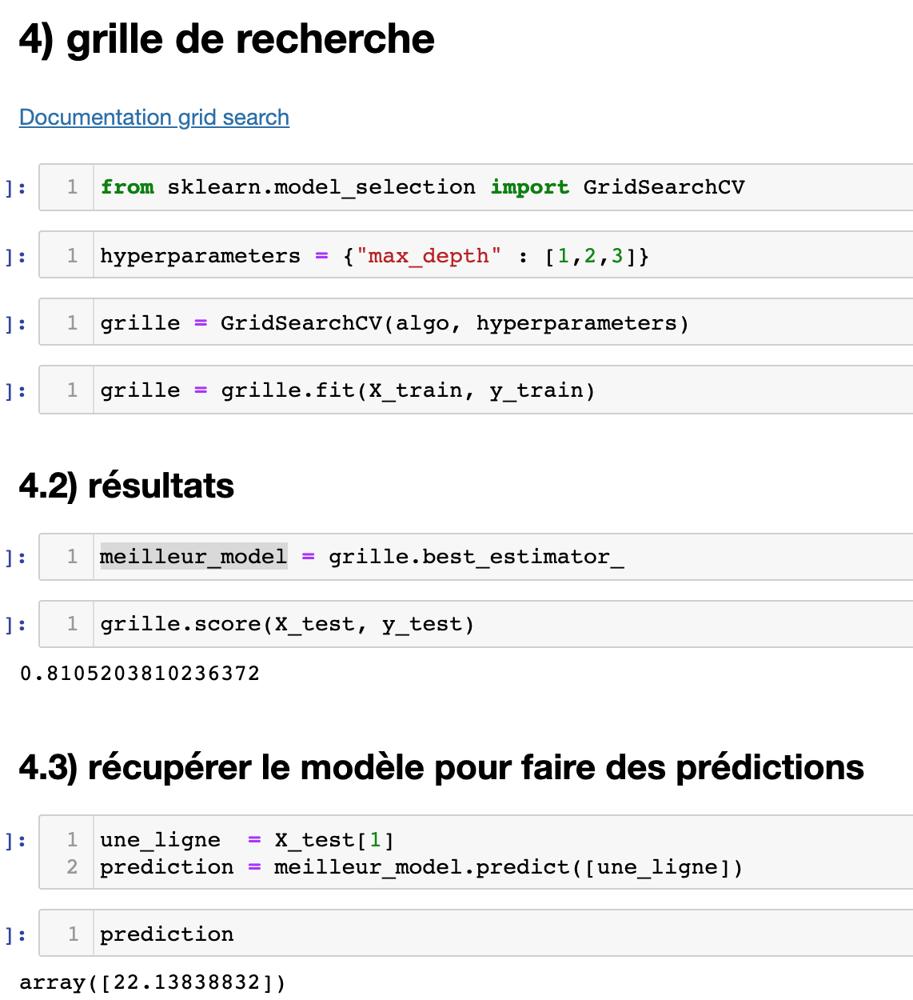 4) grille de recherche
Documentation grid search
]: 1 from sklearn.model_selection import GridSearchCV
]: 1 hyperparameters = {"max_depth" : [1,2,3]}
]: 1 grille = GridSearchCV(algo, hyperparameters)
]: 1 grille = grille.fit(X_train, y_train)
4.2) résultats
]: 1 meilleur_model = grille.best_estimator_
]: 1 grille.score(X_test, y_test)
0.8105203810236372
4.3) récupérer le modèle pour faire des prédictions
]: 1 une_ligne  = X_test[1]
2 prediction = meilleur_model.predict([une_ligne])
]: 1 prediction
array([22.13838832])